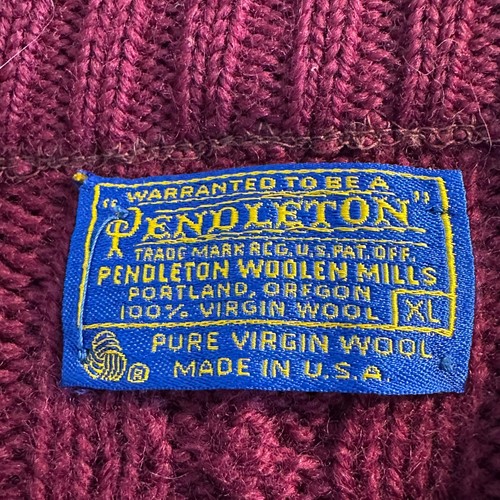 WARRANTED TO BE A
"PENDLETON"
TRADE MARK REG. U.S. PAT. OFF.
PENDLETON WOOLEN MILLS
PORTLAND, OREGON
100% VIRGIN WOOL XL
PURE VIRGIN WOOL
® MADE IN U.S.A.